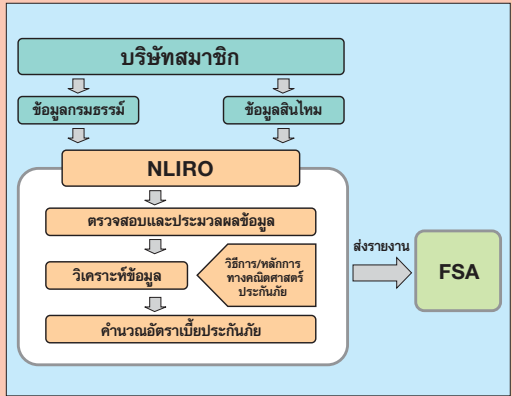 บริษัทสมาชิก
ข้อมูลกรมธรรม์
ข้อมูลสินไหม
NLIRO
ตรวจสอบและประมวลผลข้อมูล
วิเคราะห์ข้อมูล
วิธีการ/หลักการ
ทางคณิตศาสตร์
ประกันภัย
คำนวณอัตราเบี้ยประกันภัย
ส่งรายงาน
FSA